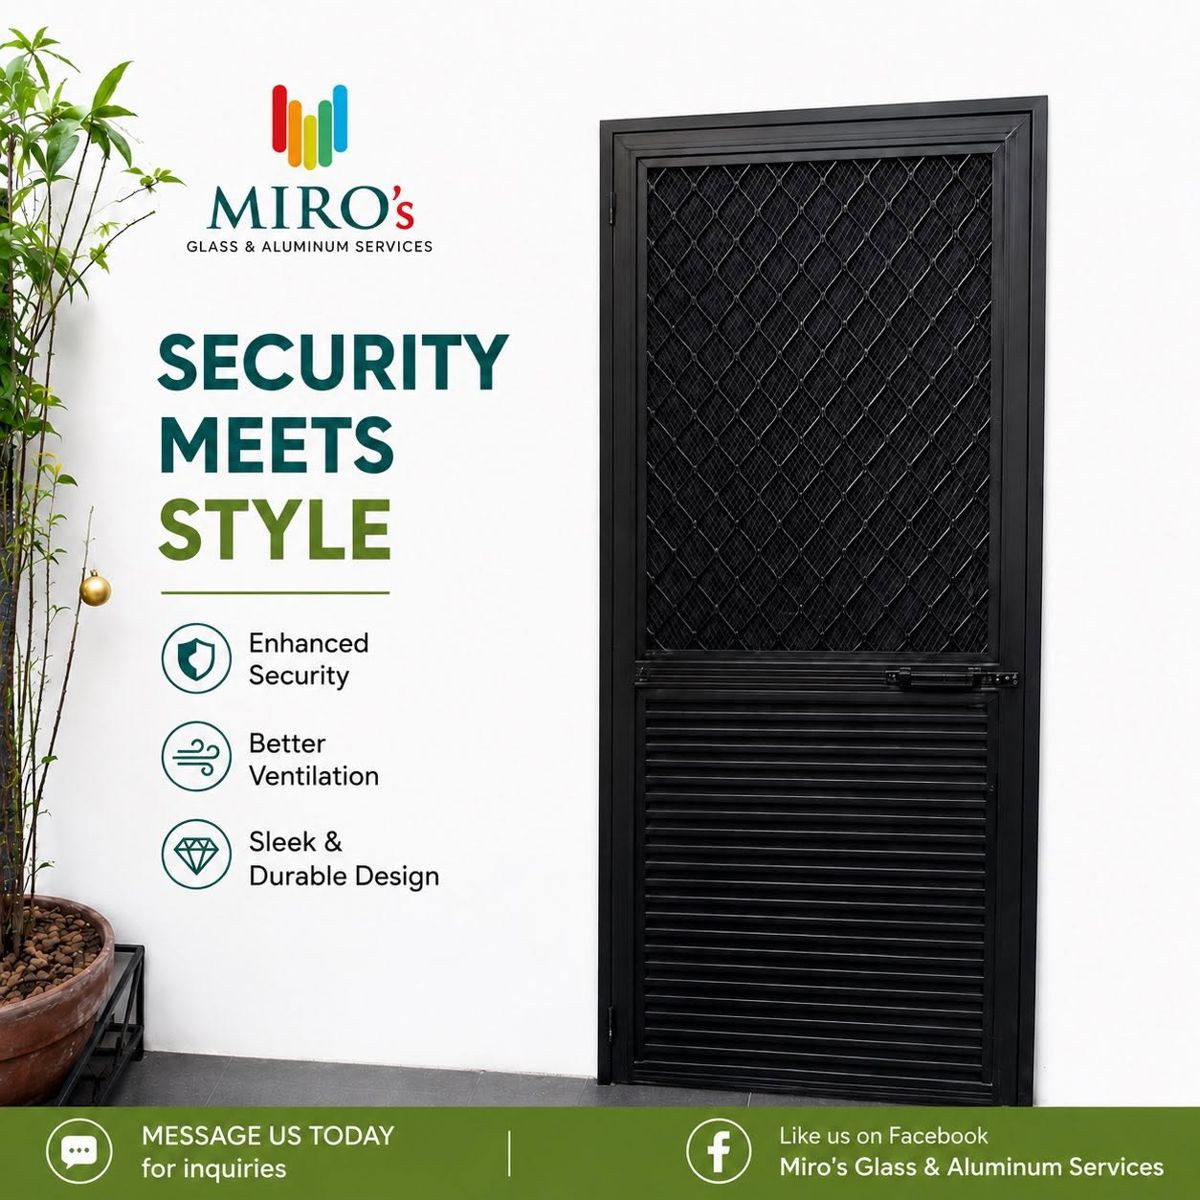 MIRO's
GLASS & ALUMINUM SERVICES
SECURITY
MEETS
STYLE
Enhanced
Security
Better
Ventilation
Sleek &
Durable Design
MESSAGE US TODAY
for inquiries
Like us on Facebook
Miro's Glass & Aluminum Services